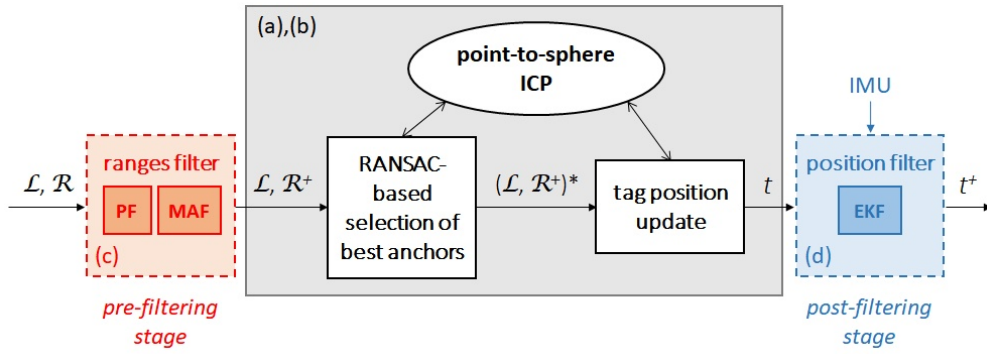 (a),(b)
point-to-sphere
ICP
IMU
ranges filter
PF
MAF
(c)
pre-filtering
stage
ℒ, ℛ
ℒ, ℛ⁺
RANSAC-
based
selection of
best anchors
(ℒ, ℛ⁺)*
tag position
update
t
position filter
EKF
(d)
post-filtering
stage
t⁺